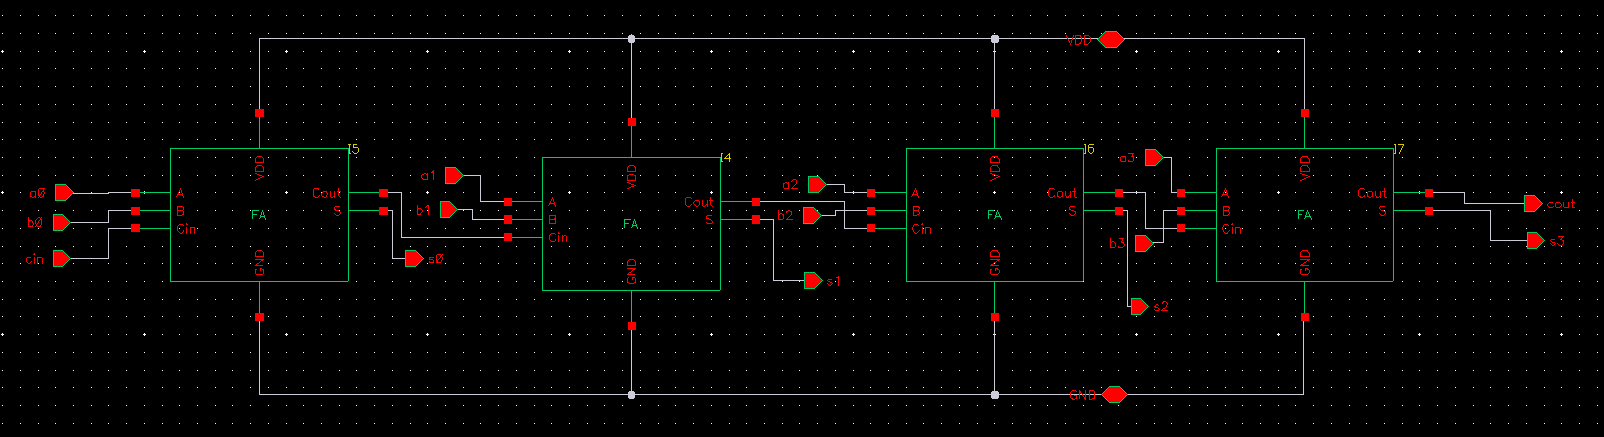 VDD
I5
VDD
a0
A
Cout
b0
B
S
FA
cin
Cin
GND
s0
I4
VDD
a1
A
Cout
b1
B
S
FA
Cin
GND
s1
I6
VDD
a2
A
Cout
b2
B
S
FA
Cin
GND
s2
I7
VDD
a3
A
Cout
cout
B
S
FA
b3
Cin
s3
GND
GND